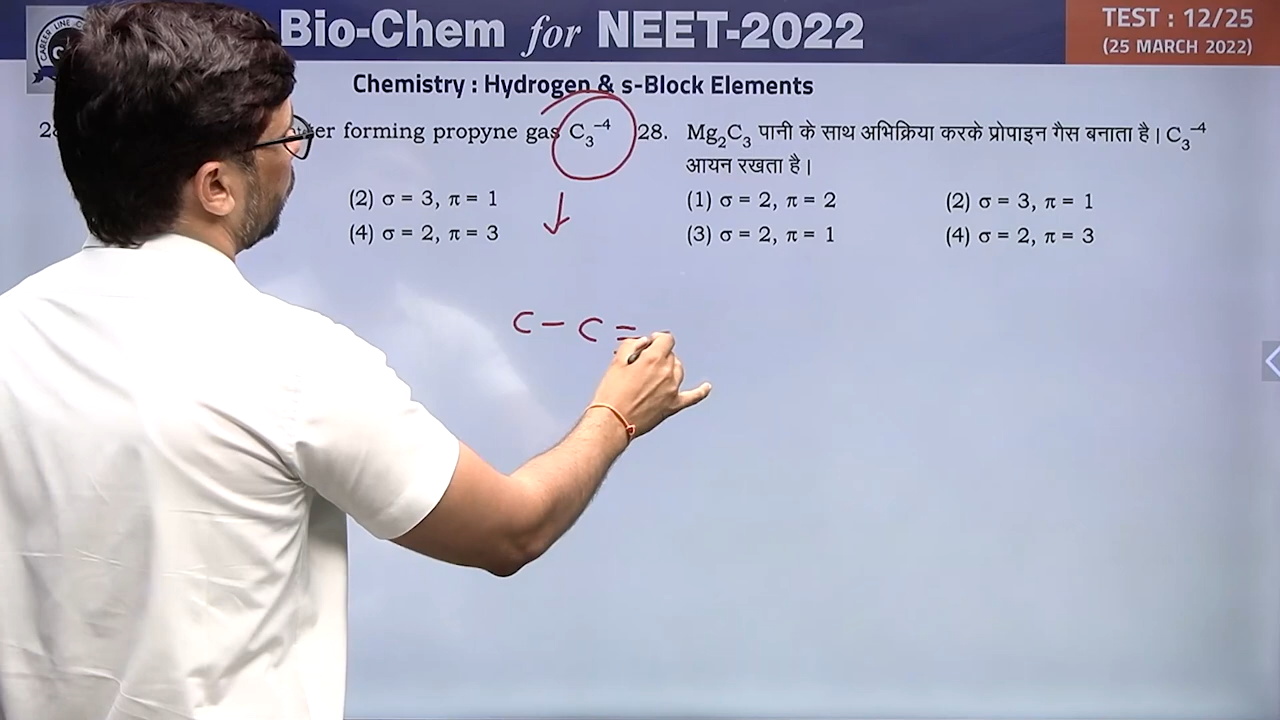 Bio-Chem for NEET-2022
TEST : 12/25
(25 MARCH 2022)
Chemistry : Hydrogen & s-Block Elements
forming propyne gas C₃⁻⁴
(2) σ = 3, π = 1
(4) σ = 2, π = 3
28. Mg₂C₃ पानी के साथ अभिक्रिया करके प्रोपाइन गैस बनाता है। C₃⁻⁴
आयन रखता है।
(1) σ = 2, π = 2 (2) σ = 3, π = 1
(3) σ = 2, π = 1 (4) σ = 2, π = 3
C - C =